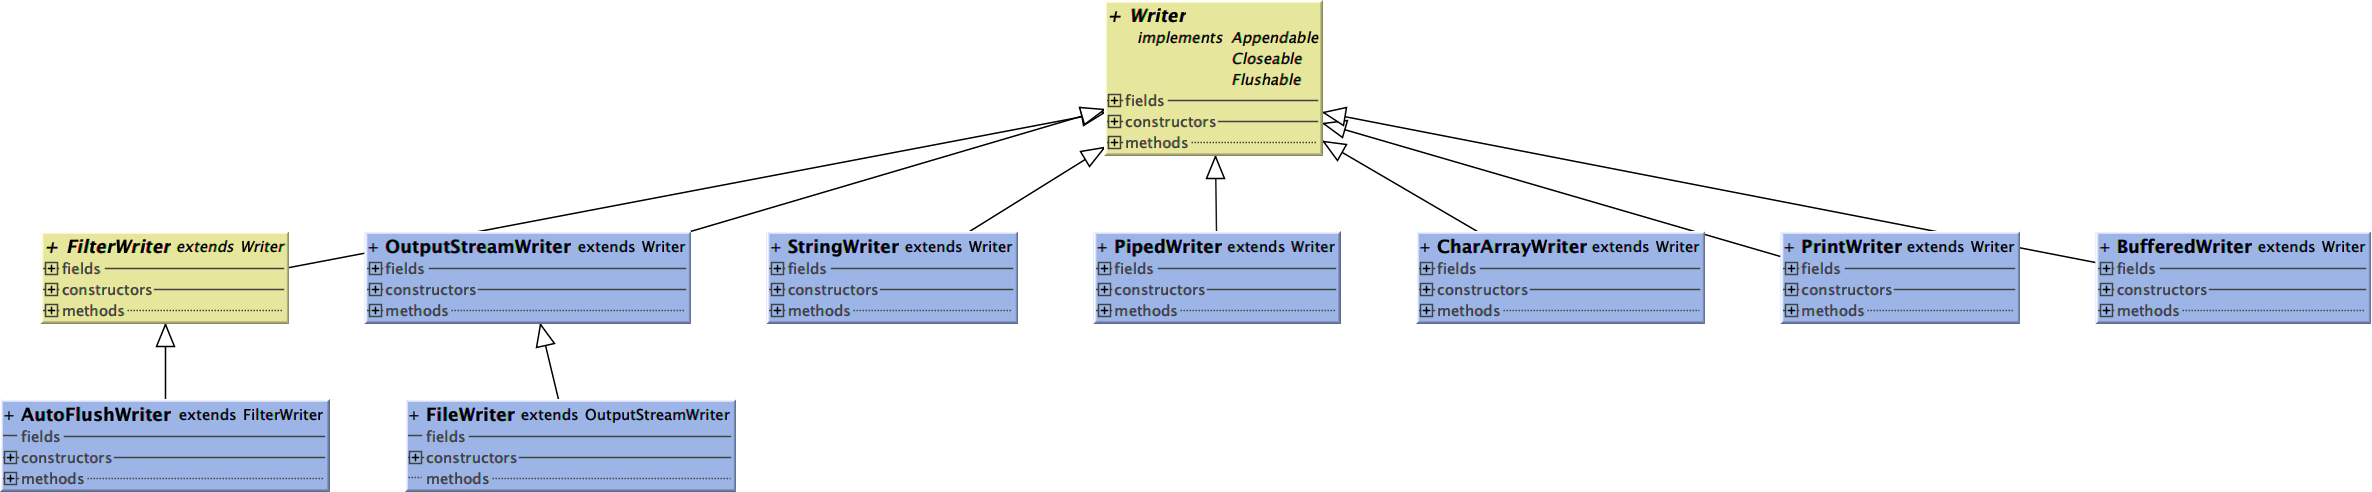 + Writer
implements Appendable
Closeable
Flushable
fields
constructors
methods
+ FilterWriter extends Writer
fields
constructors
methods
+ OutputStreamWriter extends Writer
fields
constructors
methods
+ StringWriter extends Writer
fields
constructors
methods
+ PipedWriter extends Writer
fields
constructors
methods
+ CharArrayWriter extends Writer
fields
constructors
methods
+ PrintWriter extends Writer
fields
constructors
methods
+ BufferedWriter extends Writer
fields
constructors
methods
+ AutoFlushWriter extends FilterWriter
fields
constructors
methods
+ FileWriter extends OutputStreamWriter
fields
constructors
methods